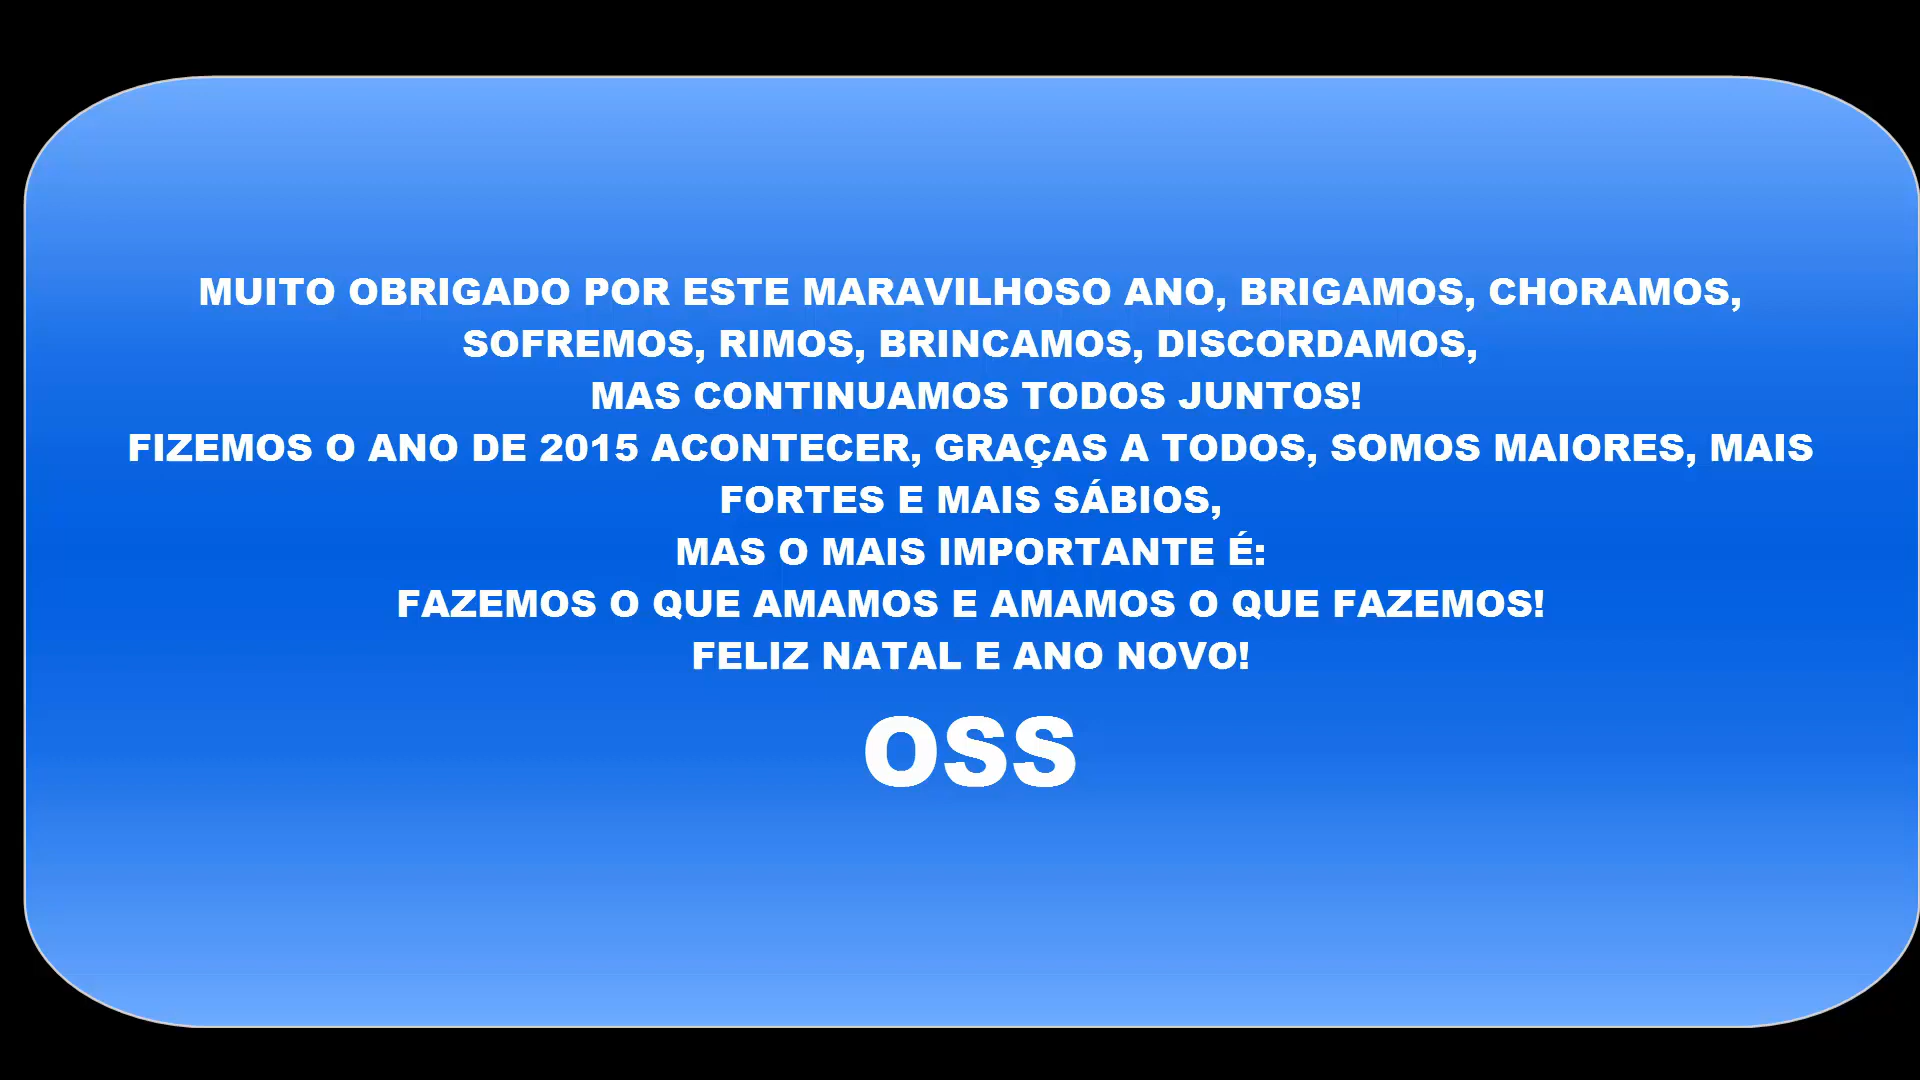 MUITO OBRIGADO POR ESTE MARAVILHOSO ANO, BRIGAMOS, CHORAMOS,
SOFREMOS, RIMOS, BRINCAMOS, DISCORDAMOS,
MAS CONTINUAMOS TODOS JUNTOS!
FIZEMOS O ANO DE 2015 ACONTECER, GRAÇAS A TODOS, SOMOS MAIORES, MAIS
FORTES E MAIS SÁBIOS,
MAS O MAIS IMPORTANTE É:
FAZEMOS O QUE AMAMOS E AMAMOS O QUE FAZEMOS!
FELIZ NATAL E ANO NOVO!
OSS